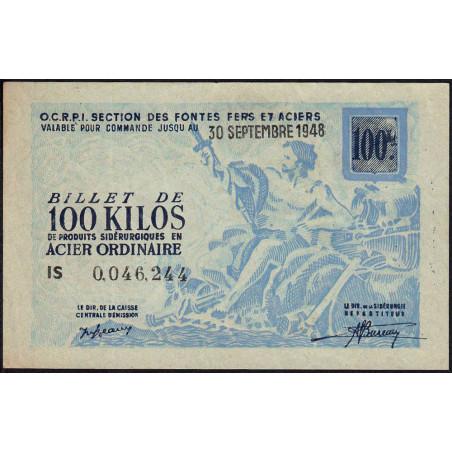 O.C.R.P.I. SECTION DES FONTES FERS ET ACIERS
VALABLE POUR COMMANDE JUSQU'AU 30 SEPTEMBRE 1948
100K.
BILLET DE
100 KILOS
DE PRODUITS SIDÉRURGIQUES EN
ACIER ORDINAIRE
IS 0.046.244
LE DIR. DE LA CAISSE
CENTRALE D'ÉMISSION
LE DIR. DE LA SIDÉRURGIE
RÉPARTITEUR